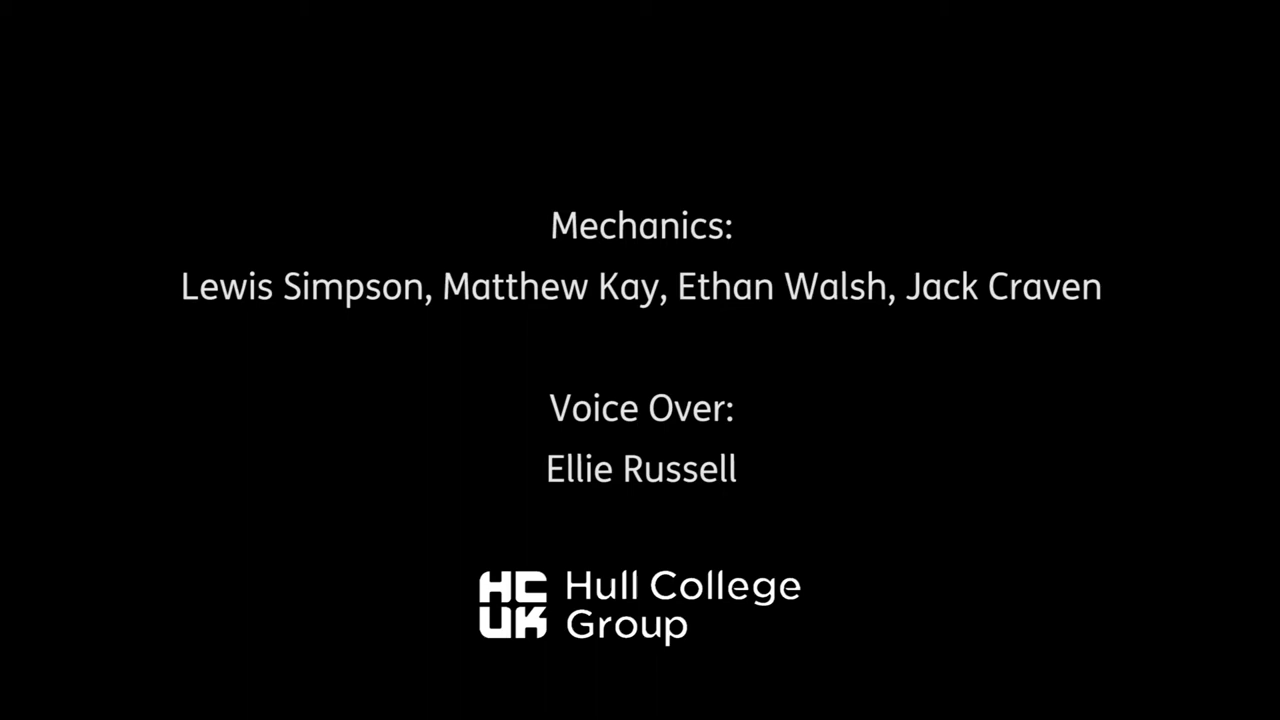 Mechanics:
Lewis Simpson, Matthew Kay, Ethan Walsh, Jack Craven
Voice Over:
Ellie Russell
HC Hull College
UK Group